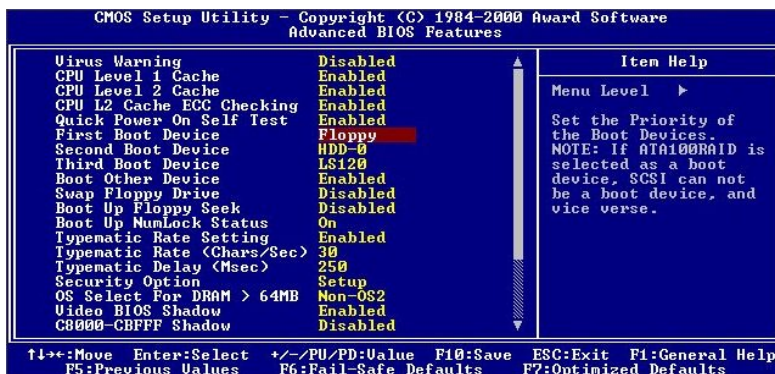 CMOS Setup Utility - Copyright (C) 1984-2000 Award Software
Advanced BIOS Features
Virus Warning Disabled
CPU Level 1 Cache Enabled
CPU Level 2 Cache Enabled
CPU L2 Cache ECC Checking Enabled
Quick Power On Self Test Enabled
First Boot Device Floppy
Second Boot Device HDD-0
Third Boot Device LS120
Boot Other Device Enabled
Swap Floppy Drive Disabled
Boot Up Floppy Seek Disabled
Boot Up NumLock Status On
Typematic Rate Setting Enabled
Typematic Rate (Chars/Sec) 30
Typematic Delay (Msec) 250
Security Option Setup
OS Select For DRAM > 64MB Non-OS2
Video BIOS Shadow Enabled
C8000-CBFFF Shadow Disabled
Item Help
Menu Level ▶
Set the Priority of
the Boot Devices.
NOTE: If ATA100RAID is
selected as a boot
device, SCSI can not
be a boot device, and
vice verse.
↑↓→←:Move Enter:Select +/-/PU/PD:Value F10:Save ESC:Exit F1:General Help
F5:Previous Values F6:Fail-Safe Defaults F7:Optimized Defaults